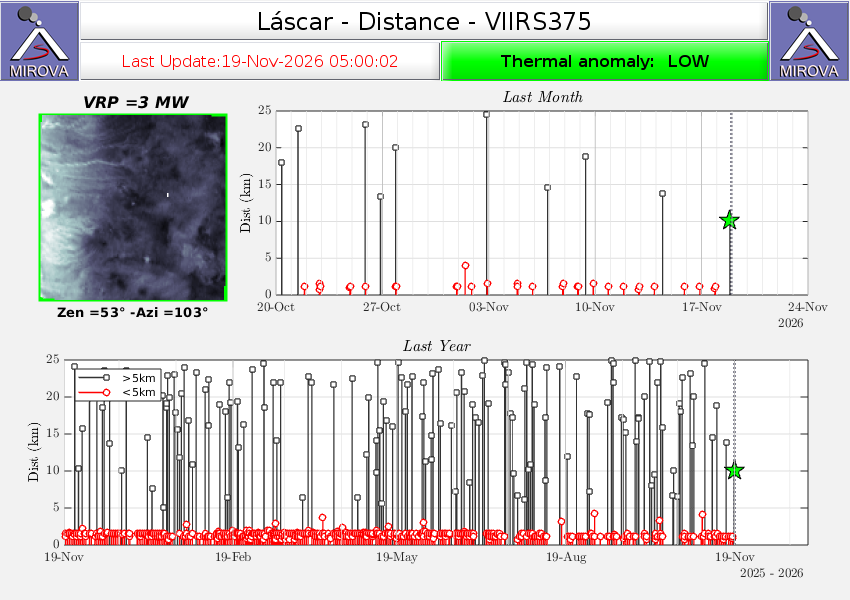 Láscar - Distance - VIIRS375
MIROVA
MIROVA
Last Update:19-Nov-2026 05:00:02
Thermal anomaly: LOW
VRP =3 MW
Zen =53° -Azi =103°
Last Month
Dist (km)
25
20
15
10
5
0
20-Oct 27-Oct 03-Nov 10-Nov 17-Nov 24-Nov
2026
Last Year
Dist (km)
25
20
15
10
5
0
>5km
<5km
19-Nov 19-Feb 19-May 19-Aug 19-Nov
2025 - 2026